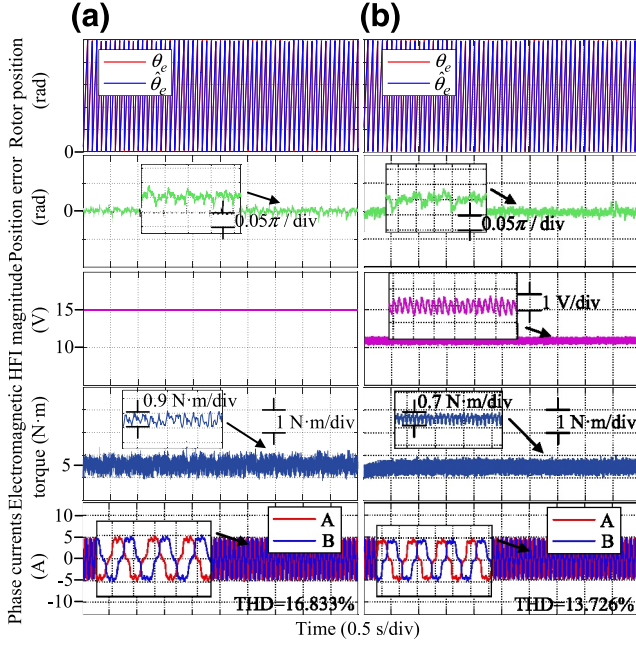 (a)
(b)
Rotor position
(rad)
θe
θ̂e
θe
θ̂e
0
Position error
(rad)
0
0.05π / div
0.05π / div
HFI magnitude
(V)
15
10
1 V/div
Electromagnetic
torque (N·m)
5
0.9 N·m/div
1 N·m/div
0.7 N·m/div
1 N·m/div
Phase currents
(A)
10
5
0
-5
-10
A
B
THD=16.833%
A
B
THD=13.726%
Time (0.5 s/div)